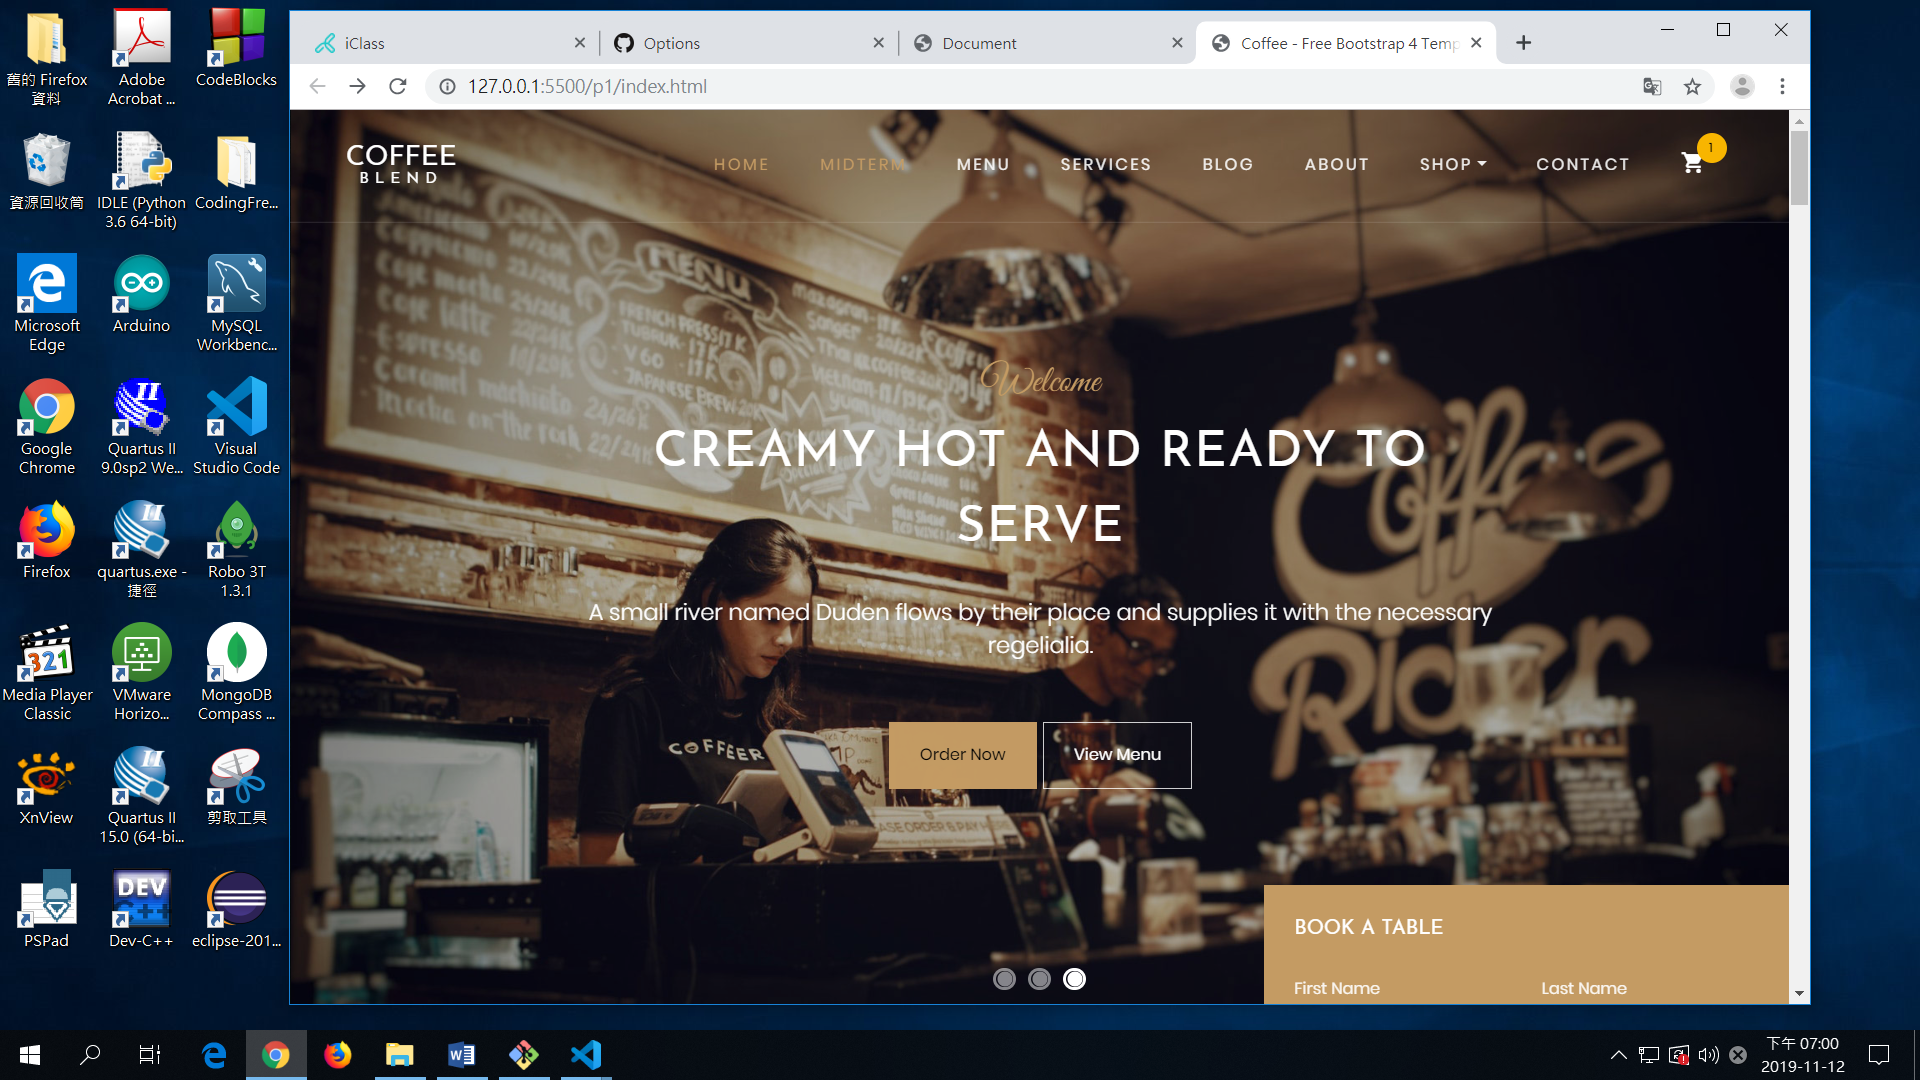 iClass
Options
Document
Coffee - Free Bootstrap 4 Temp
127.0.0.1:5500/p1/index.html
COFFEE
BLEND
HOME
MIDTERM
MENU
SERVICES
BLOG
ABOUT
SHOP
CONTACT
1
MENU
Welcome
CREAMY HOT AND READY TO
SERVE
A small river named Duden flows by their place and supplies it with the necessary
regelialia.
Order Now
View Menu
COFFEER
Coffee
Rider
BOOK A TABLE
First Name
Last Name
舊的 Firefox
資料
Adobe
Acrobat ...
CodeBlocks
資源回收筒
IDLE (Python
3.6 64-bit)
CodingFre...
Microsoft
Edge
Arduino
MySQL
Workbenc...
Google
Chrome
Quartus II
9.0sp2 We...
Visual
Studio Code
Firefox
quartus.exe -
捷徑
Robo 3T
1.3.1
Media Player
Classic
VMware
Horizo...
MongoDB
Compass ...
XnView
Quartus II
15.0 (64-bi...
剪取工具
PSPad
Dev-C++
eclipse-201...
下午 07:00
2019-11-12